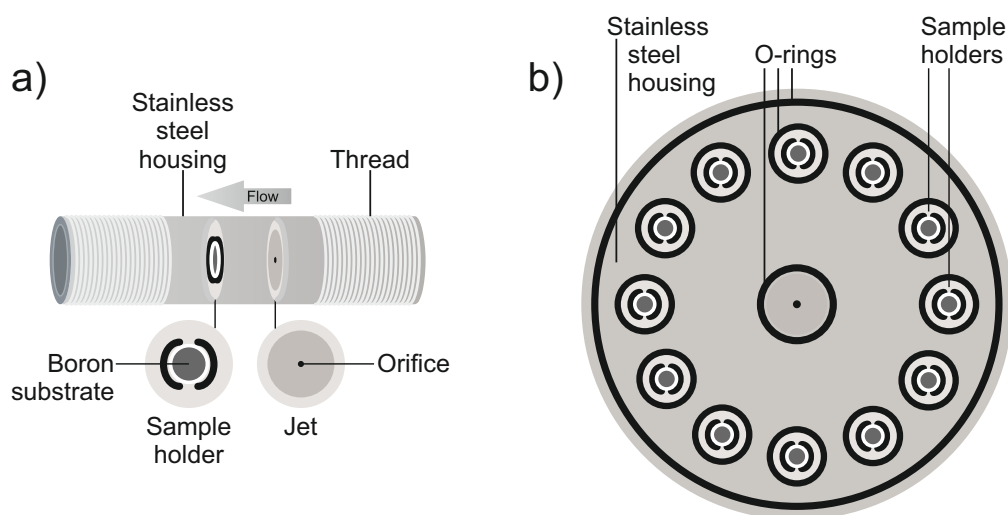 a)
Stainless
steel
housing
Thread
Flow
Boron
substrate
Orifice
Sample
holder
Jet
b)
Stainless
steel
housing
O-rings
Sample
holders